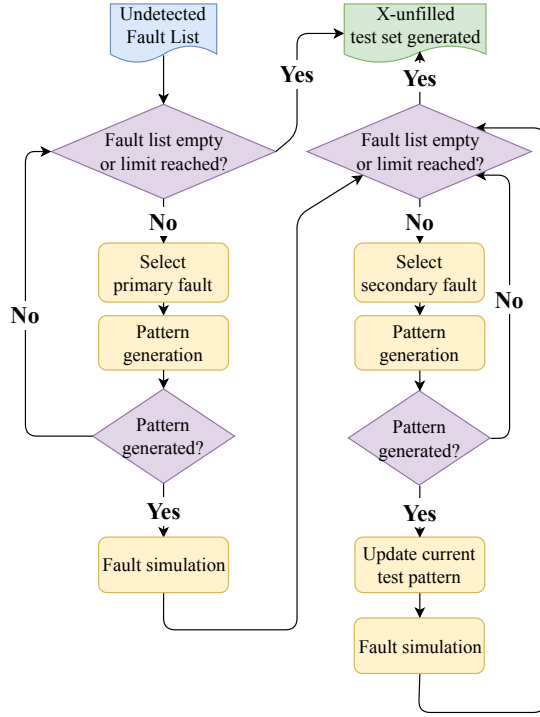 Undetected
Fault List
Yes
Fault list empty
or limit reached?
No
Select
primary fault
Pattern
generation
No
Pattern
generated?
Yes
Fault simulation
X-unfilled
test set generated
Yes
Fault list empty
or limit reached?
No
Select
secondary fault
No
Pattern
generation
Pattern
generated?
Yes
Update current
test pattern
Fault simulation